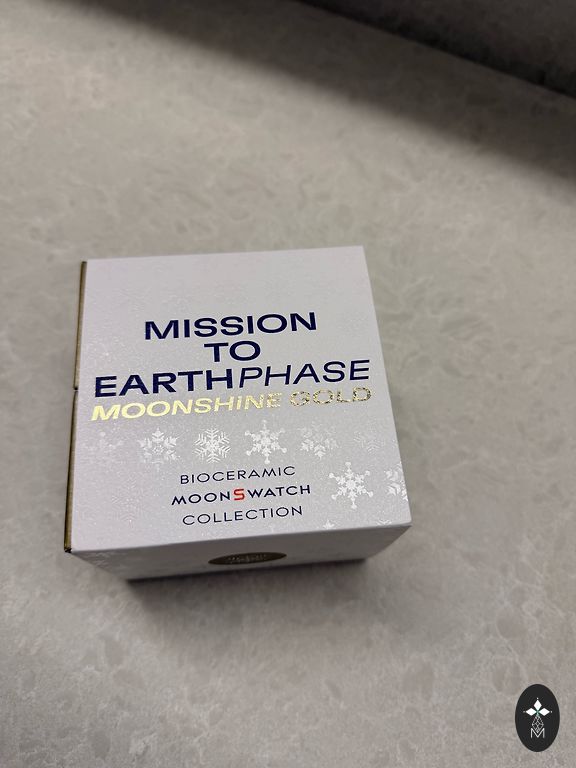 MISSION
TO
EARTHPHASE
MOONSHINE GOLD
BIOCERAMIC
MOONSWATCH
COLLECTION
M